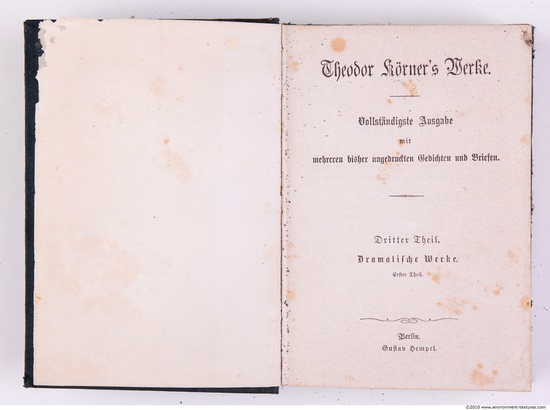 Theodor Körner's Werke.
Vollständigste Ausgabe
mit
mehreren bisher ungedruckten Gedichten und Briefen.
Dritter Theil.
Dramatische Werke.
Erster Theil.
Berlin.
Gustav Hempel.
©2010 www.environment-textures.com